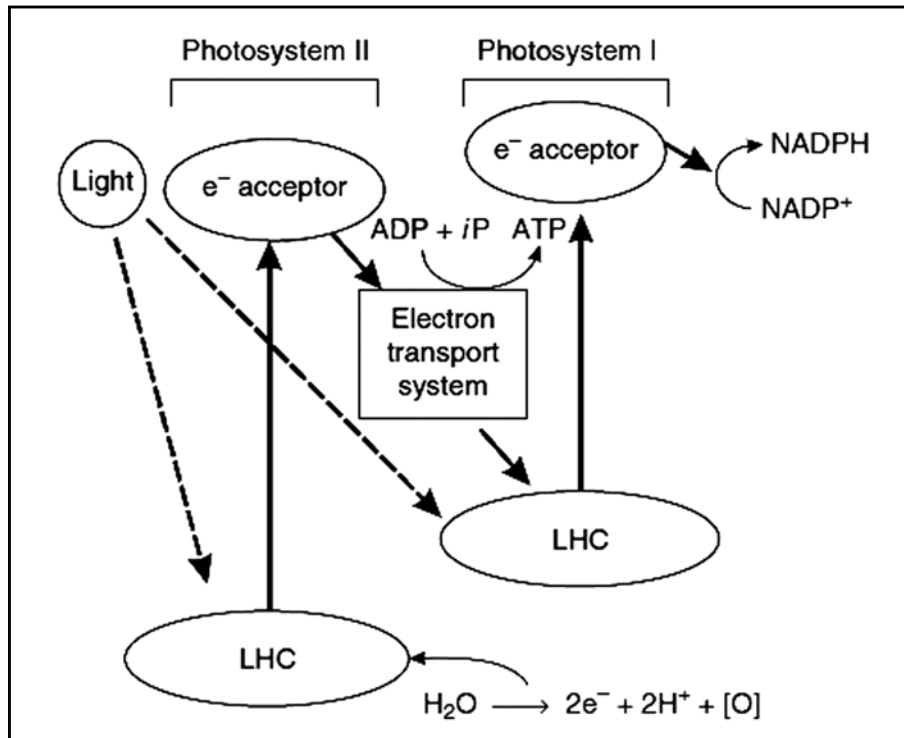 Photosystem II
Photosystem I
Light
e⁻ acceptor
e⁻ acceptor
NADPH
NADP⁺
ADP + iP ATP
Electron
transport
system
LHC
LHC
H₂O → 2e⁻ + 2H⁺ + [O]